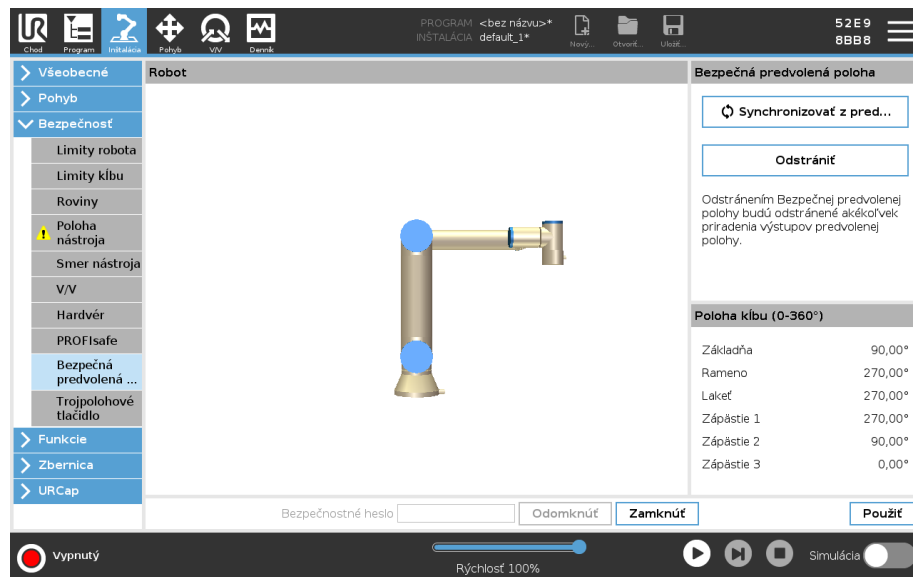 PROGRAM <bez názvu>*
INŠTALÁCIA default_1*
52E9
8BB8
Chod
Program
Inštalácia
Pohyb
V/V
Denník
Nový...
Otvoriť...
Uložiť...
Všeobecné
Pohyb
Bezpečnosť
Limity robota
Limity kĺbu
Roviny
Poloha
nástroja
Smer nástroja
V/V
Hardvér
PROFIsafe
Bezpečná
predvolená ...
Trojpolohové
tlačidlo
Funkcie
Zbernica
URCap
Robot
Bezpečná predvolená poloha
Synchronizovať z pred...
Odstrániť
Odstránením Bezpečnej predvolenej
polohy budú odstránené akékoľvek
priradenia výstupov predvolenej
polohy.
Poloha kĺbu (0-360°)
Základňa 90,00°
Rameno 270,00°
Lakeť 270,00°
Zápästie 1 270,00°
Zápästie 2 90,00°
Zápästie 3 0,00°
Bezpečnostné heslo
Odomknúť
Zamknúť
Použiť
Vypnutý
Rýchlosť 100%
Simulácia